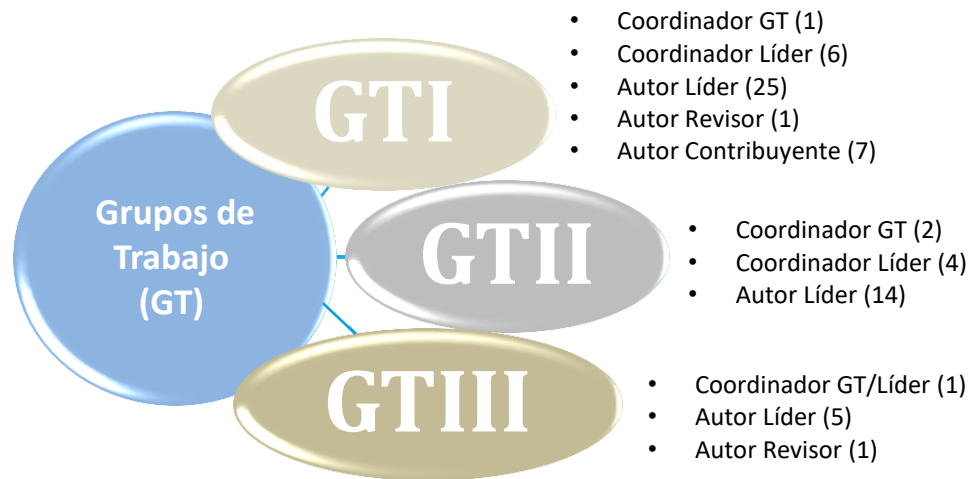 • Coordinador GT (1)
• Coordinador Líder (6)
• Autor Líder (25)
• Autor Revisor (1)
• Autor Contribuyente (7)
GTI
Grupos de
Trabajo
(GT)
GTII
• Coordinador GT (2)
• Coordinador Líder (4)
• Autor Líder (14)
GTIII
• Coordinador GT/Líder (1)
• Autor Líder (5)
• Autor Revisor (1)